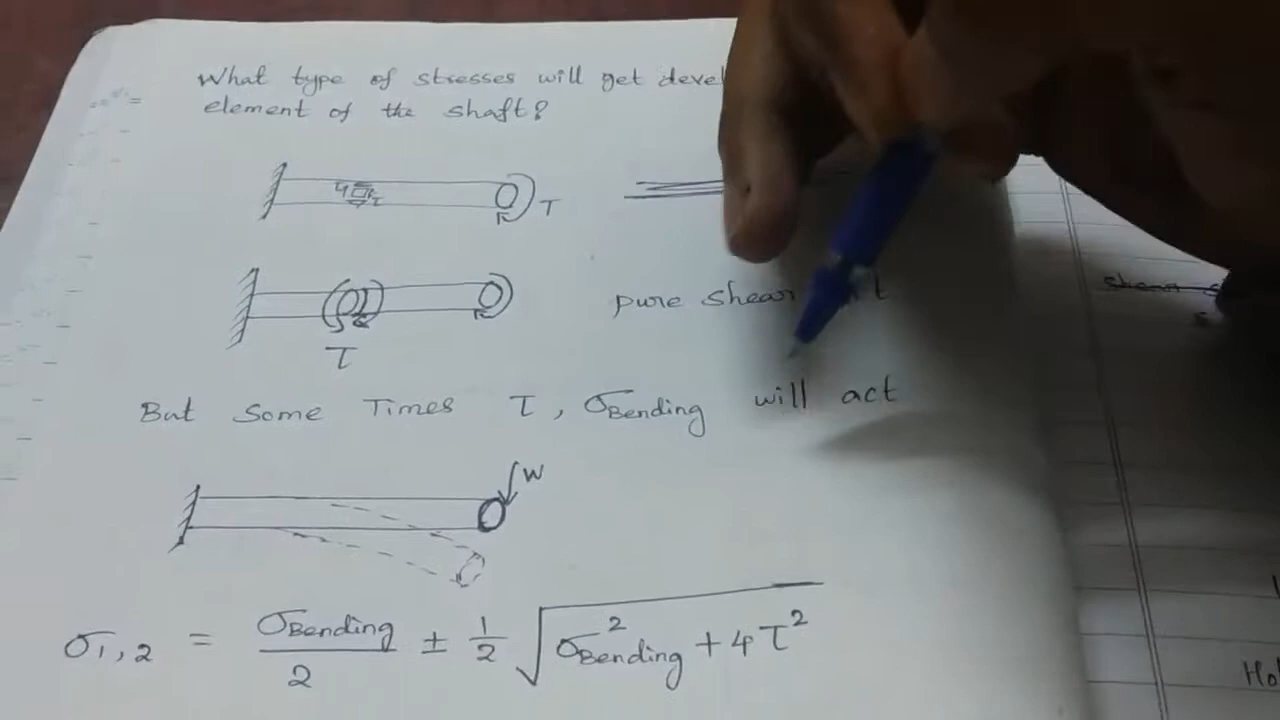 What type of stresses will get devel
element of the shaft?
T
pure shear
τ
But Some Times τ, σBending will act
W
σ1,2 = σBending/2 ± 1/2 √(σ²Bending + 4τ²)
Hol